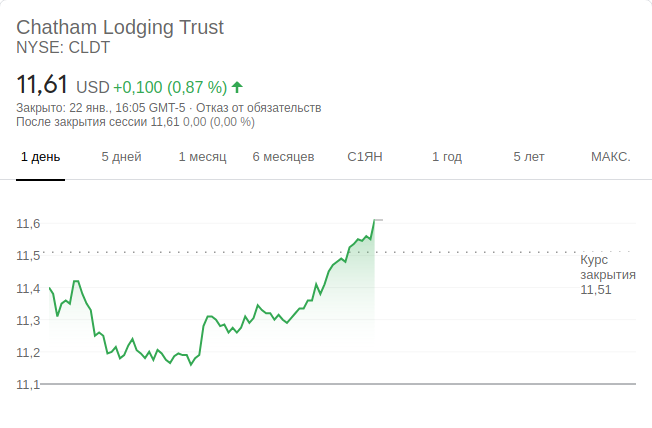 Chatham Lodging Trust
NYSE: CLDT
11,61 USD +0,100 (0,87 %)
Закрыто: 22 янв., 16:05 GMT-5 · Отказ от обязательств
После закрытия сессии 11,61 0,00 (0,00 %)
1 день 5 дней 1 месяц 6 месяцев С1ЯН 1 год 5 лет МАКС.
11,6
11,5
Курс
закрытия
11,51
11,4
11,3
11,2
11,1